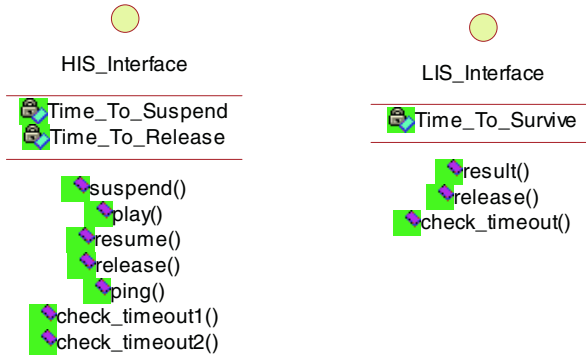 HIS_Interface
Time_To_Suspend
Time_To_Release
suspend()
play()
resume()
release()
ping()
check_timeout1()
check_timeout2()
LIS_Interface
Time_To_Survive
result()
release()
check_timeout()